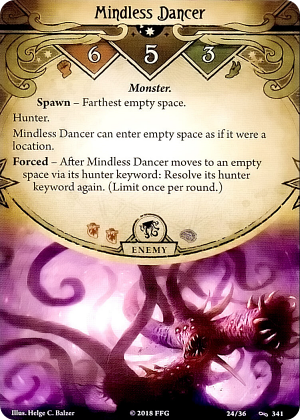 Mindless Dancer
6 5 3
Monster.
Spawn – Farthest empty space.
Hunter.
Mindless Dancer can enter empty space as if it were a
location.
Forced – After Mindless Dancer moves to an empty
space via its hunter keyword: Resolve its hunter
keyword again. (Limit once per round.)
ENEMY
Illus. Helge C. Balzer
© 2018 FFG
24/36
341